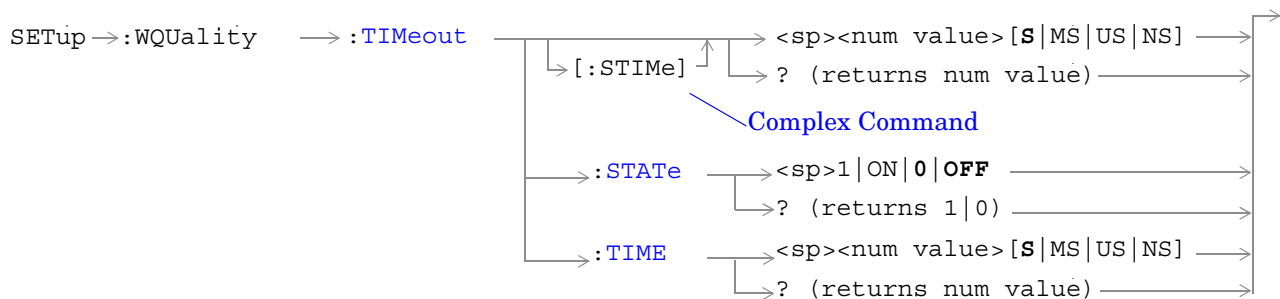 SETup :WQUality :TIMeout <sp><num value>[S|MS|US|NS]
[:STIMe] ? (returns num value)
Complex Command
:STATe <sp>1|ON|0|OFF
? (returns 1|0)
:TIME <sp><num value>[S|MS|US|NS]
? (returns num value)